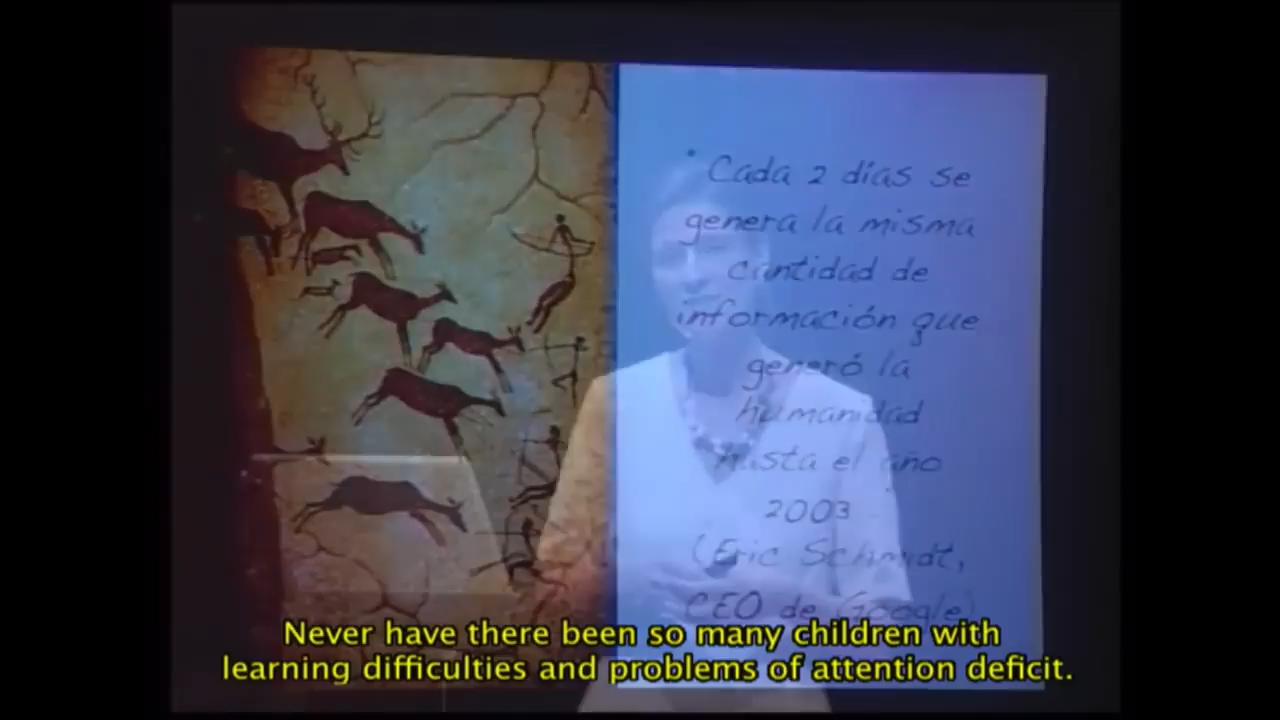 • Cada 2 días se
genera la misma
cantidad de
información que
generó la
humanidad
hasta el año
2003
(Eric Schmidt,
CEO de Google)
Never have there been so many children with
learning difficulties and problems of attention deficit.